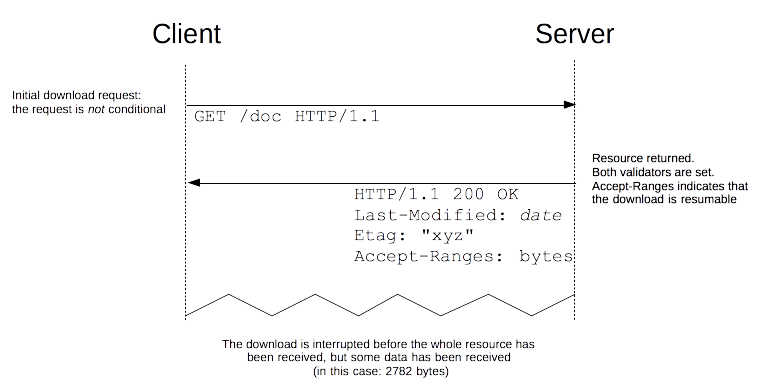 Client
Server
Initial download request:
the request is not conditional
GET /doc HTTP/1.1
Resource returned.
Both validators are set.
Accept-Ranges indicates that
the download is resumable
HTTP/1.1 200 OK
Last-Modified: date
Etag: "xyz"
Accept-Ranges: bytes
The download is interrupted before the whole resource has
been received, but some data has been received
(in this case: 2782 bytes)